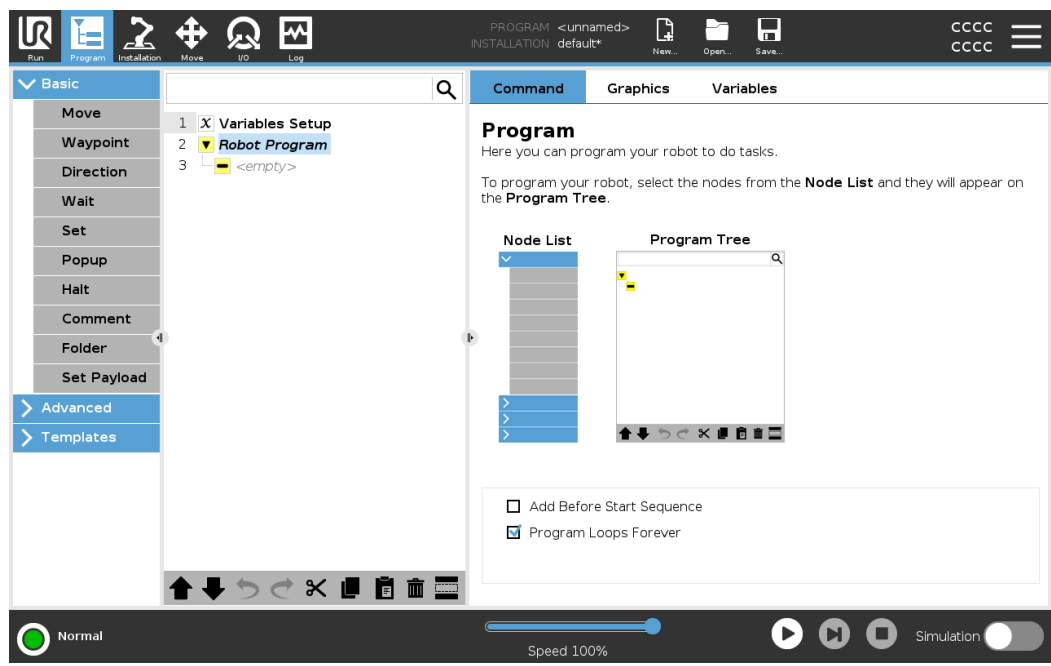 PROGRAM <unnamed>
INSTALLATION default*
Run Program Installation Move I/O Log
New... Open... Save...
CCCC
CCCC
Basic
Move
Waypoint
Direction
Wait
Set
Popup
Halt
Comment
Folder
Set Payload
Advanced
Templates
1 X Variables Setup
2 Robot Program
3 <empty>
Command Graphics Variables
Program
Here you can program your robot to do tasks.
To program your robot, select the nodes from the Node List and they will appear on
the Program Tree.
Node List Program Tree
Add Before Start Sequence
Program Loops Forever
Normal
Speed 100%
Simulation